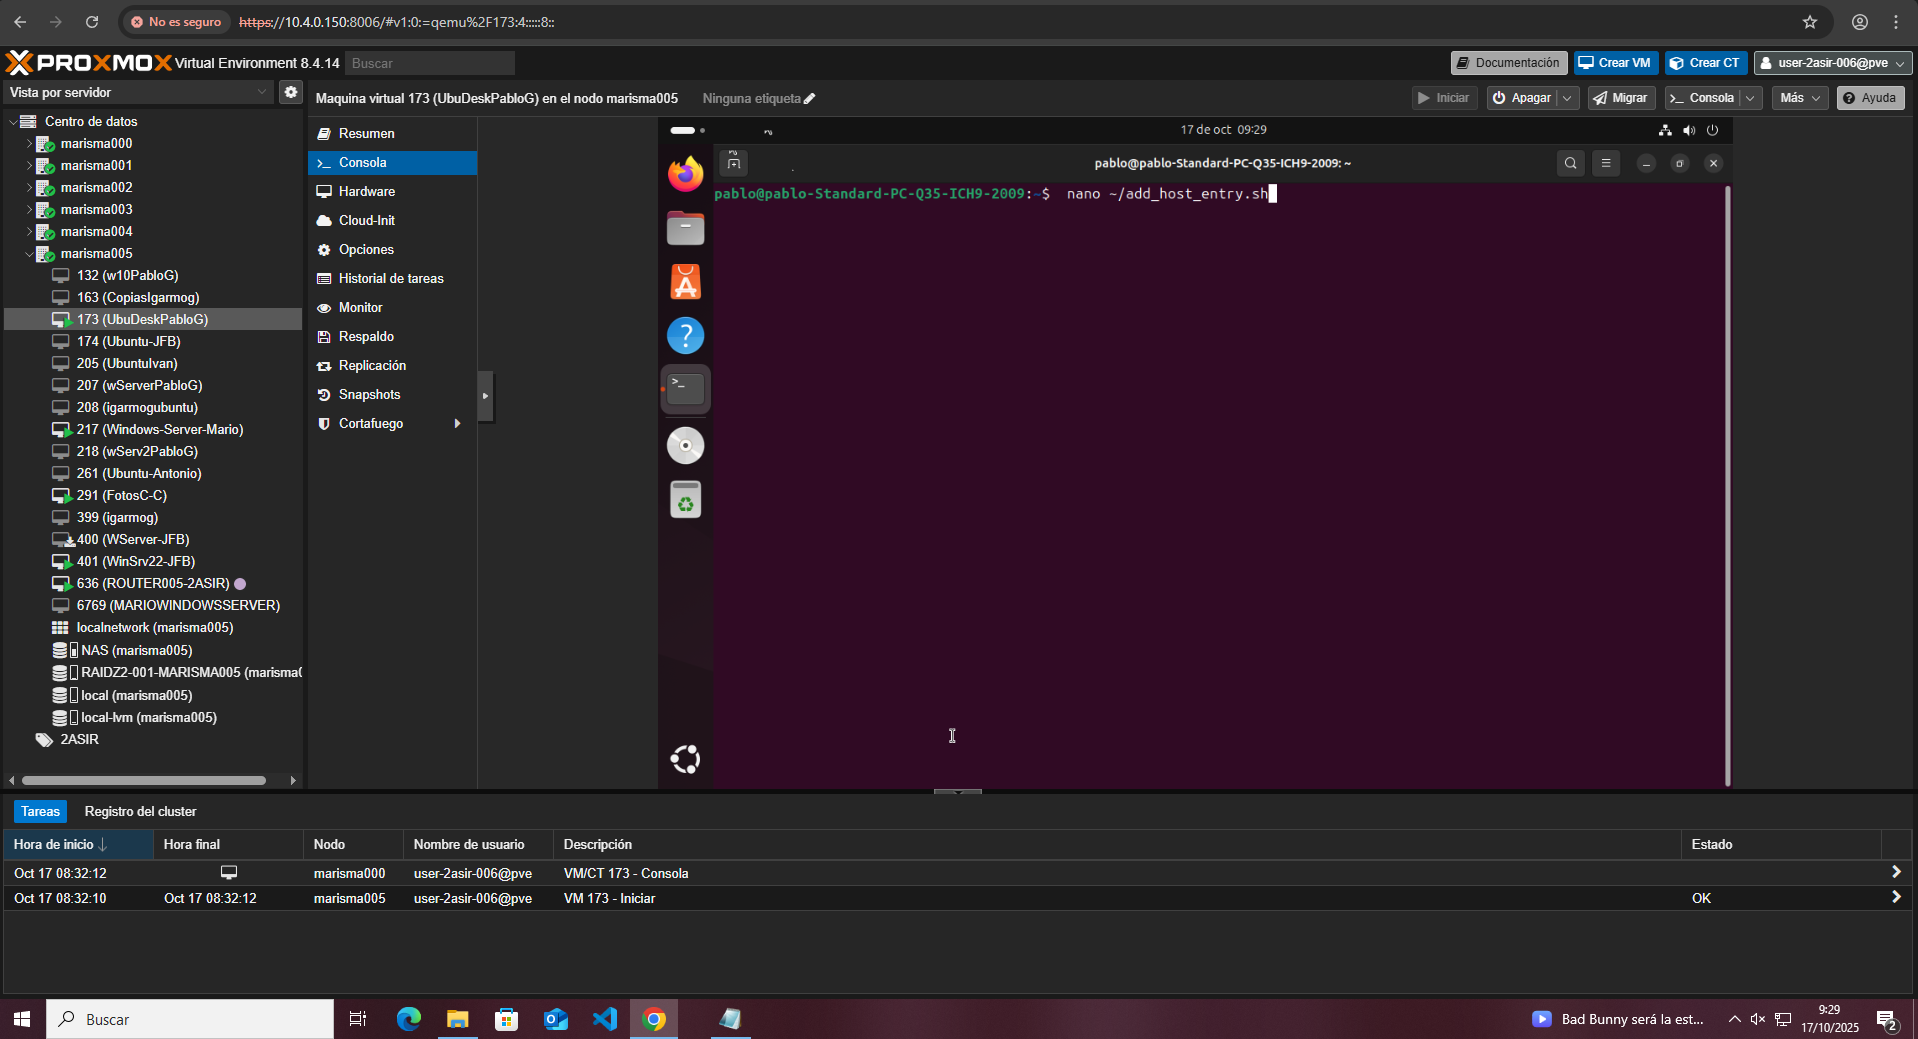 No es seguro
https://10.4.0.150:8006/#v1:0:=qemu%2F173:4:::::8::
PROXMOX Virtual Environment 8.4.14
Buscar
Documentación
Crear VM
Crear CT
user-2asir-006@pve
Vista por servidor
Maquina virtual 173 (UbuDeskPabloG) en el nodo marisma005
Ninguna etiqueta
Iniciar
Apagar
Migrar
Consola
Más
Ayuda
Centro de datos
marisma000
marisma001
marisma002
marisma003
marisma004
marisma005
132 (w10PabloG)
163 (CopiasIgarmog)
173 (UbuDeskPabloG)
174 (Ubuntu-JFB)
205 (UbuntuIvan)
207 (wServerPabloG)
208 (igarmogubuntu)
217 (Windows-Server-Mario)
218 (wServ2PabloG)
261 (Ubuntu-Antonio)
291 (FotosC-C)
399 (igarmog)
400 (WServer-JFB)
401 (WinSrv22-JFB)
636 (ROUTER005-2ASIR)
6769 (MARIOWINDOWSSERVER)
localnetwork (marisma005)
NAS (marisma005)
RAIDZ2-001-MARISMA005 (marisma0
local (marisma005)
local-lvm (marisma005)
2ASIR
Resumen
Consola
Hardware
Cloud-Init
Opciones
Historial de tareas
Monitor
Respaldo
Replicación
Snapshots
Cortafuego
17 de oct 09:29
pablo@pablo-Standard-PC-Q35-ICH9-2009: ~
pablo@pablo-Standard-PC-Q35-ICH9-2009:~$ nano ~/add_host_entry.sh
Tareas
Registro del cluster
Hora de inicio
Hora final
Nodo
Nombre de usuario
Descripción
Estado
Oct 17 08:32:12
marisma000
user-2asir-006@pve
VM/CT 173 - Consola
Oct 17 08:32:10
Oct 17 08:32:12
marisma005
user-2asir-006@pve
VM 173 - Iniciar
OK
Buscar
Bad Bunny será la est...
9:29
17/10/2025
2